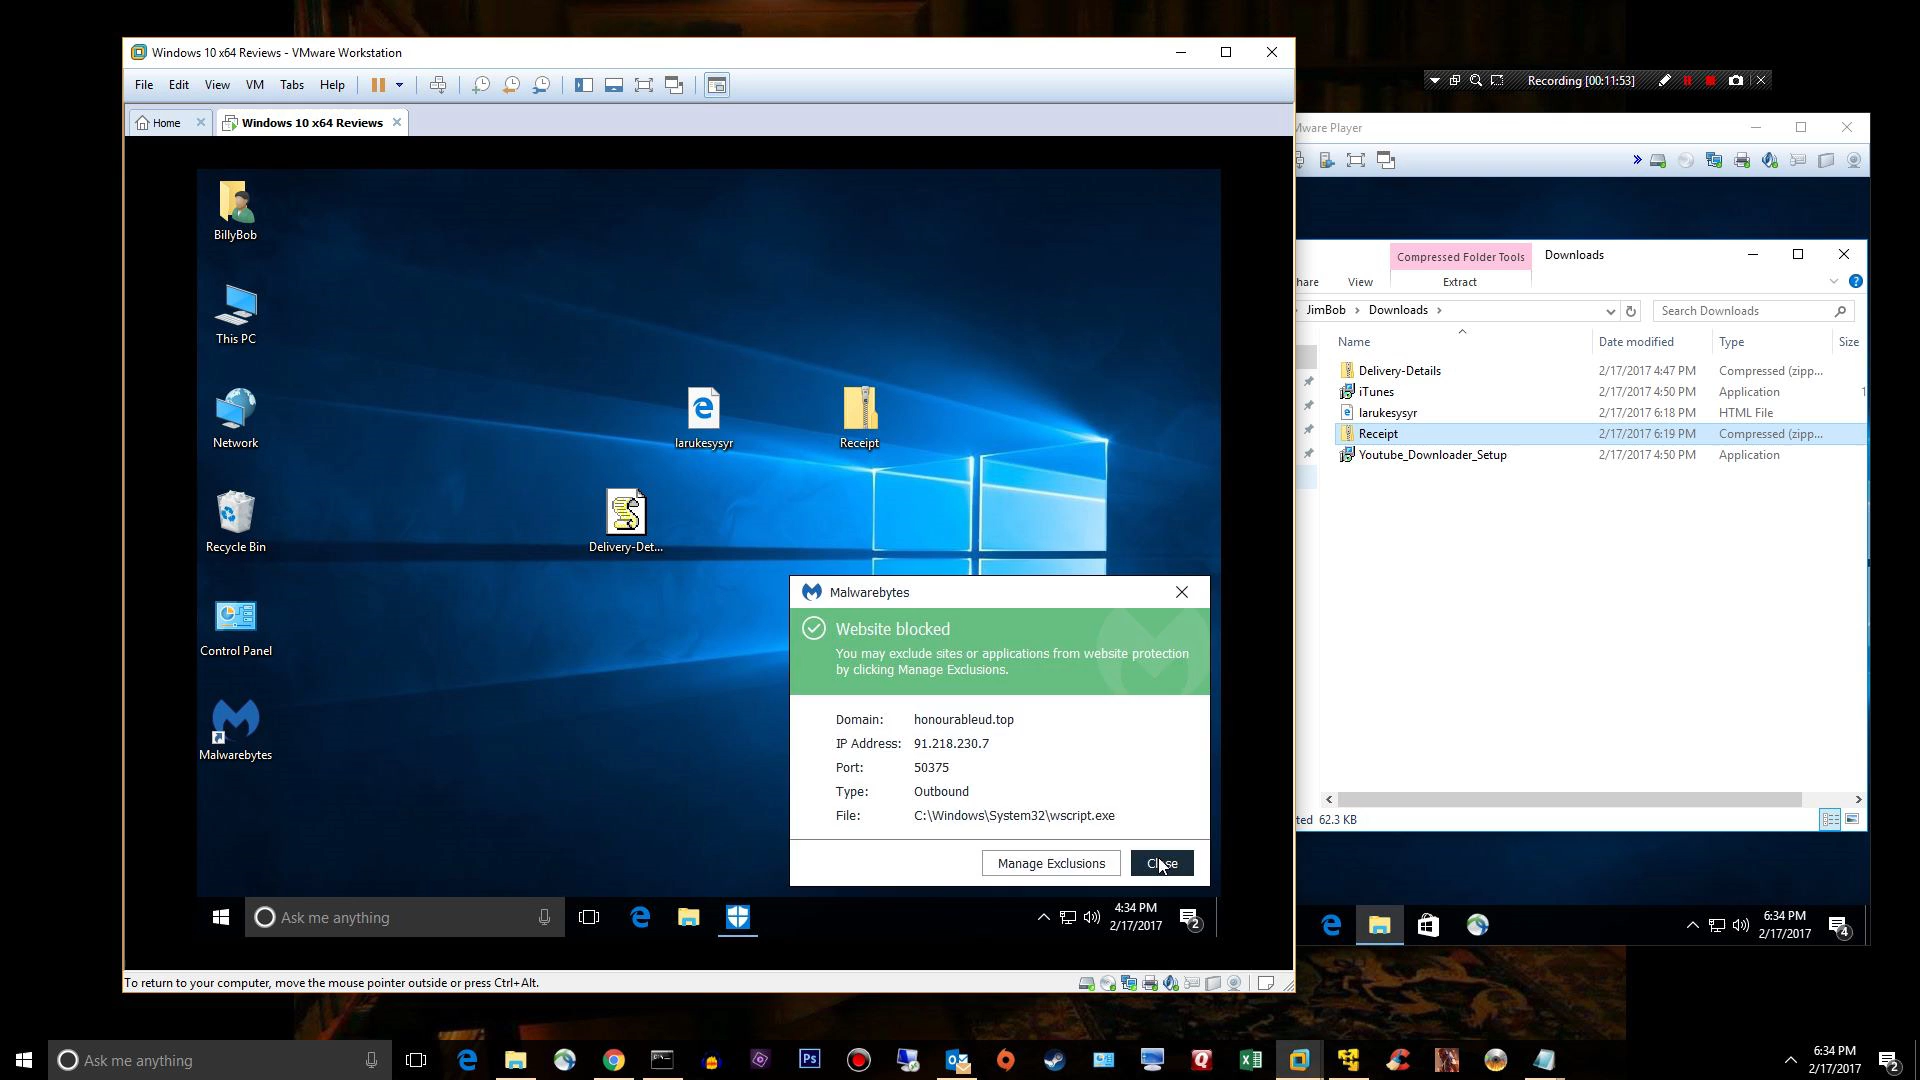 Windows 10 x64 Reviews - VMware Workstation
File Edit View VM Tabs Help
Home
Windows 10 x64 Reviews
BillyBob
This PC
Network
Recycle Bin
Control Panel
Malwarebytes
larukesysyr
Receipt
Delivery-Det...
Malwarebytes
Website blocked
You may exclude sites or applications from website protection
by clicking Manage Exclusions.
Domain: honourableud.top
IP Address: 91.218.230.7
Port: 50375
Type: Outbound
File: C:\Windows\System32\wscript.exe
Manage Exclusions
Close
Ask me anything
4:34 PM
2/17/2017
2
To return to your computer, move the mouse pointer outside or press Ctrl+Alt.
Recording [00:11:53]
Mware Player
Compressed Folder Tools
Downloads
hare View Extract
JimBob Downloads
Search Downloads
Name Date modified Type Size
Delivery-Details 2/17/2017 4:47 PM Compressed (zipp...
iTunes 2/17/2017 4:50 PM Application 1
larukesysyr 2/17/2017 6:18 PM HTML File
Receipt 2/17/2017 6:19 PM Compressed (zipp...
Youtube_Downloader_Setup 2/17/2017 4:50 PM Application
ted 62.3 KB
6:34 PM
2/17/2017
4
Ask me anything
Ps
6:34 PM
2/17/2017
2